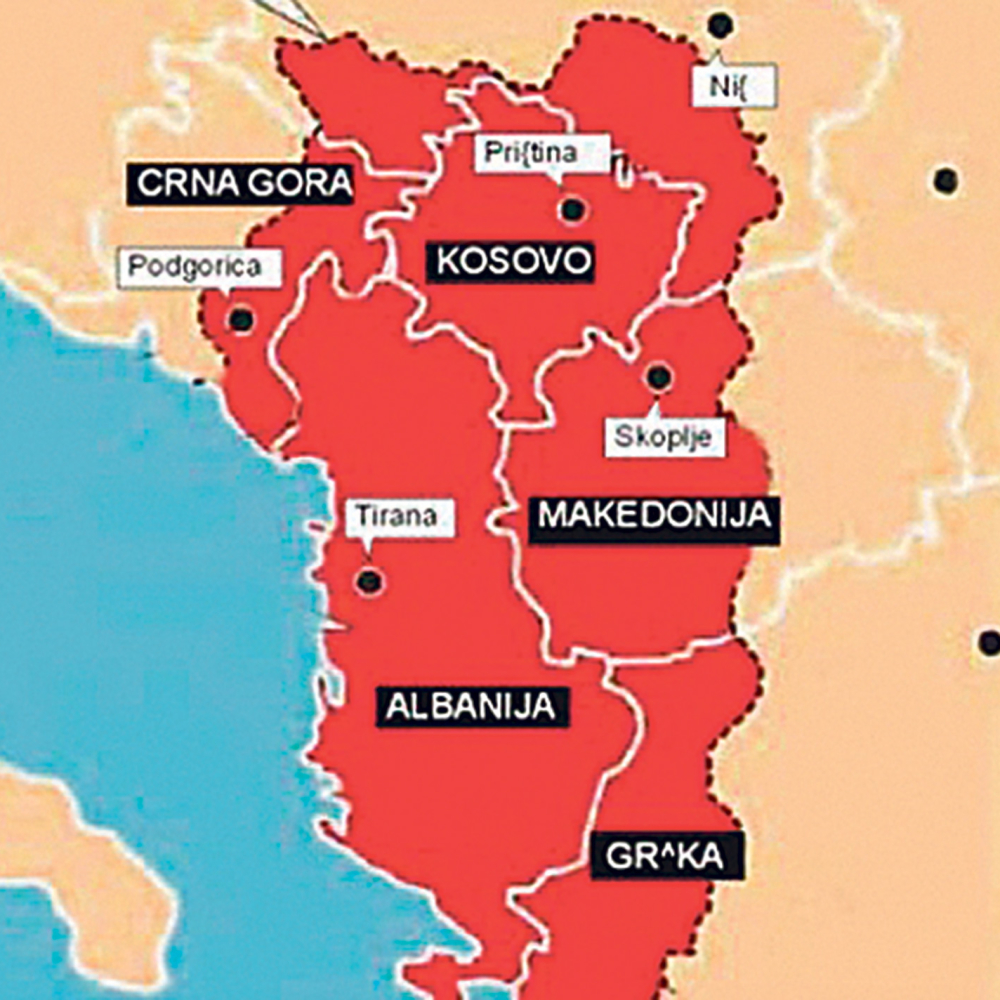 Ni{
Pri{tina
CRNA GORA
KOSOVO
Podgorica
Skoplje
Tirana
MAKEDONIJA
ALBANIJA
GR^KA